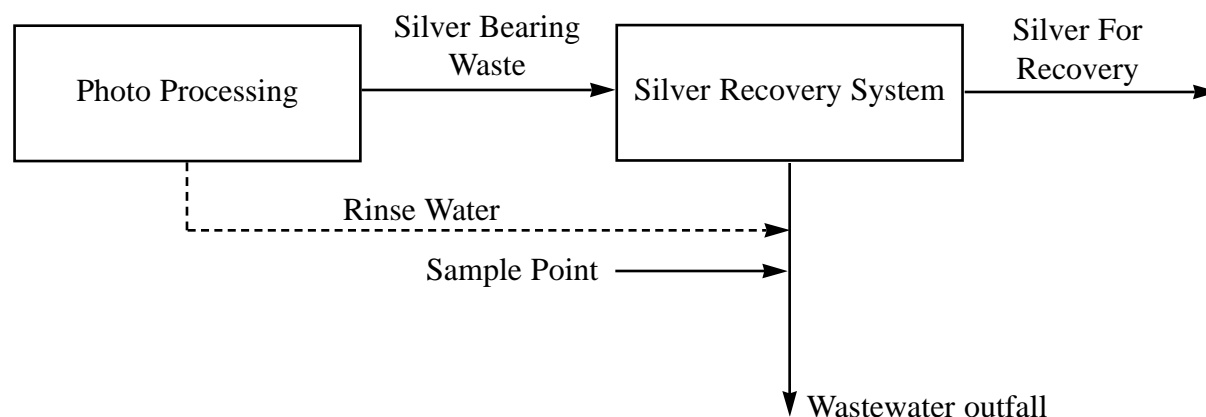 Silver Bearing
Waste
Silver For
Recovery
Photo Processing
Silver Recovery System
Rinse Water
Sample Point
Wastewater outfall